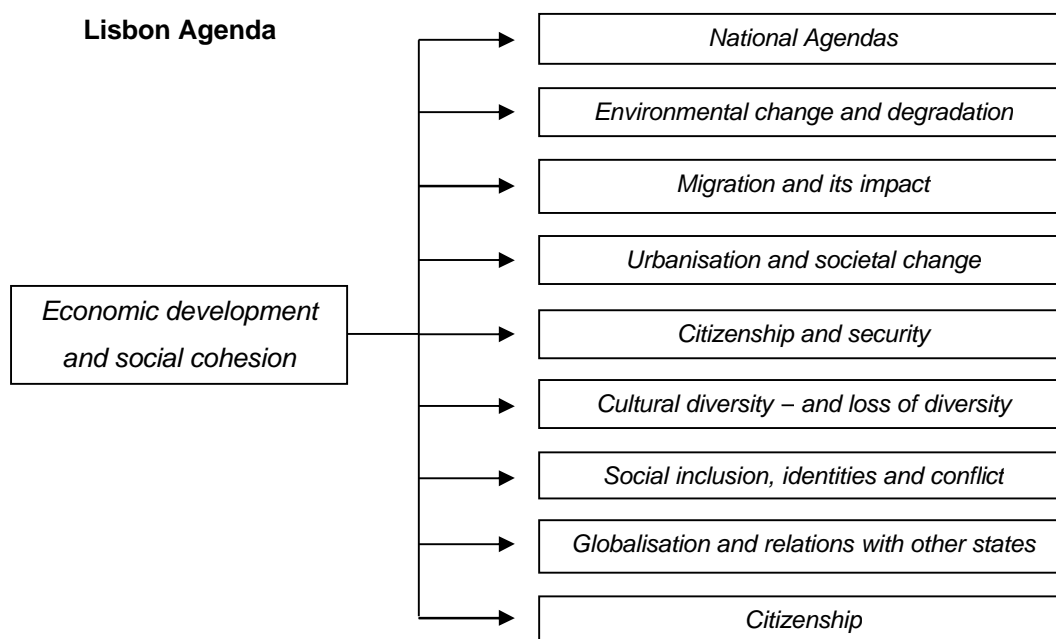 Lisbon Agenda
National Agendas
Environmental change and degradation
Migration and its impact
Urbanisation and societal change
Economic development
and social cohesion
Citizenship and security
Cultural diversity – and loss of diversity
Social inclusion, identities and conflict
Globalisation and relations with other states
Citizenship